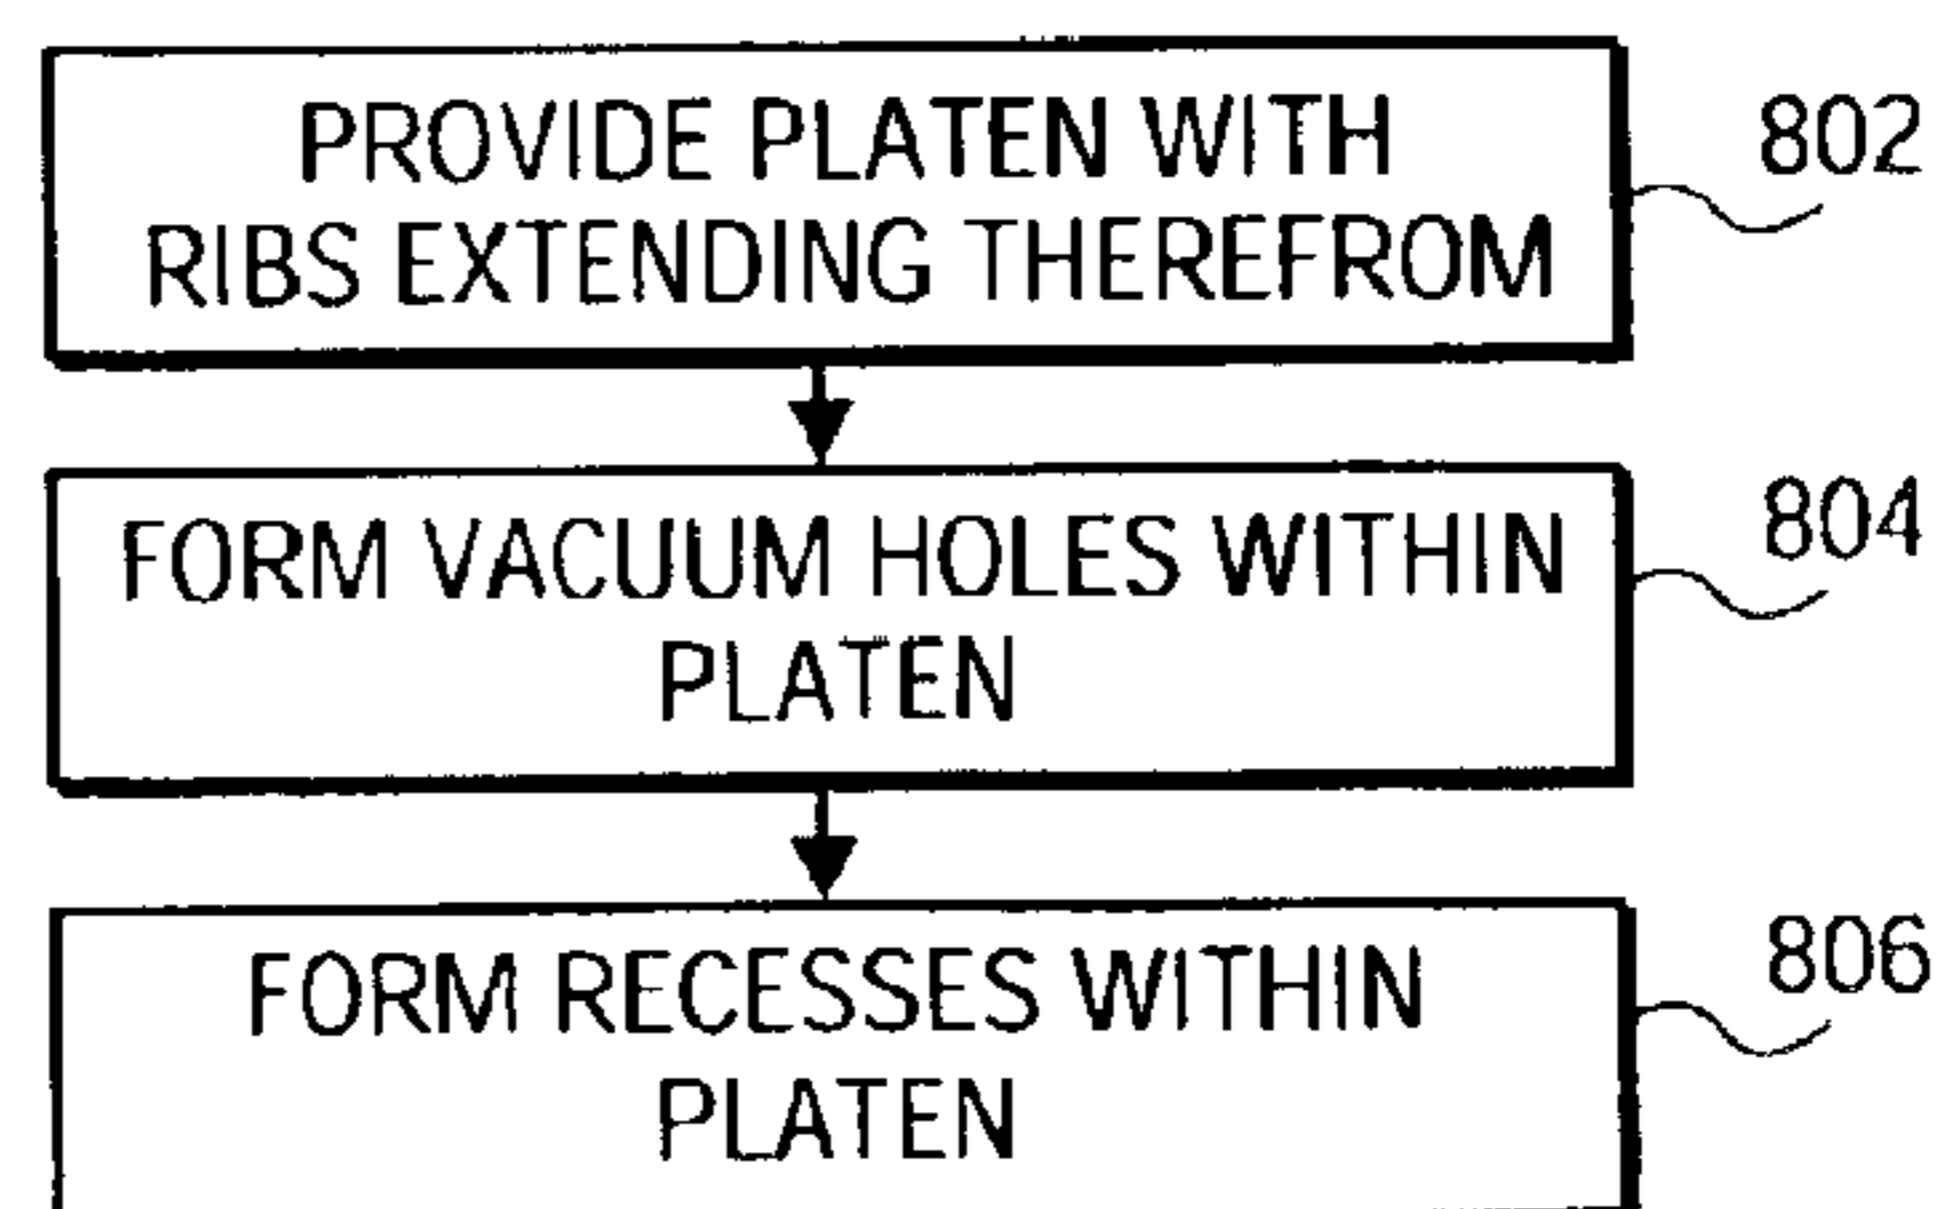 PROVIDE PLATEN WITH
RIBS EXTENDING THEREFROM
802
FORM VACUUM HOLES WITHIN
PLATEN
804
FORM RECESSES WITHIN
PLATEN
806